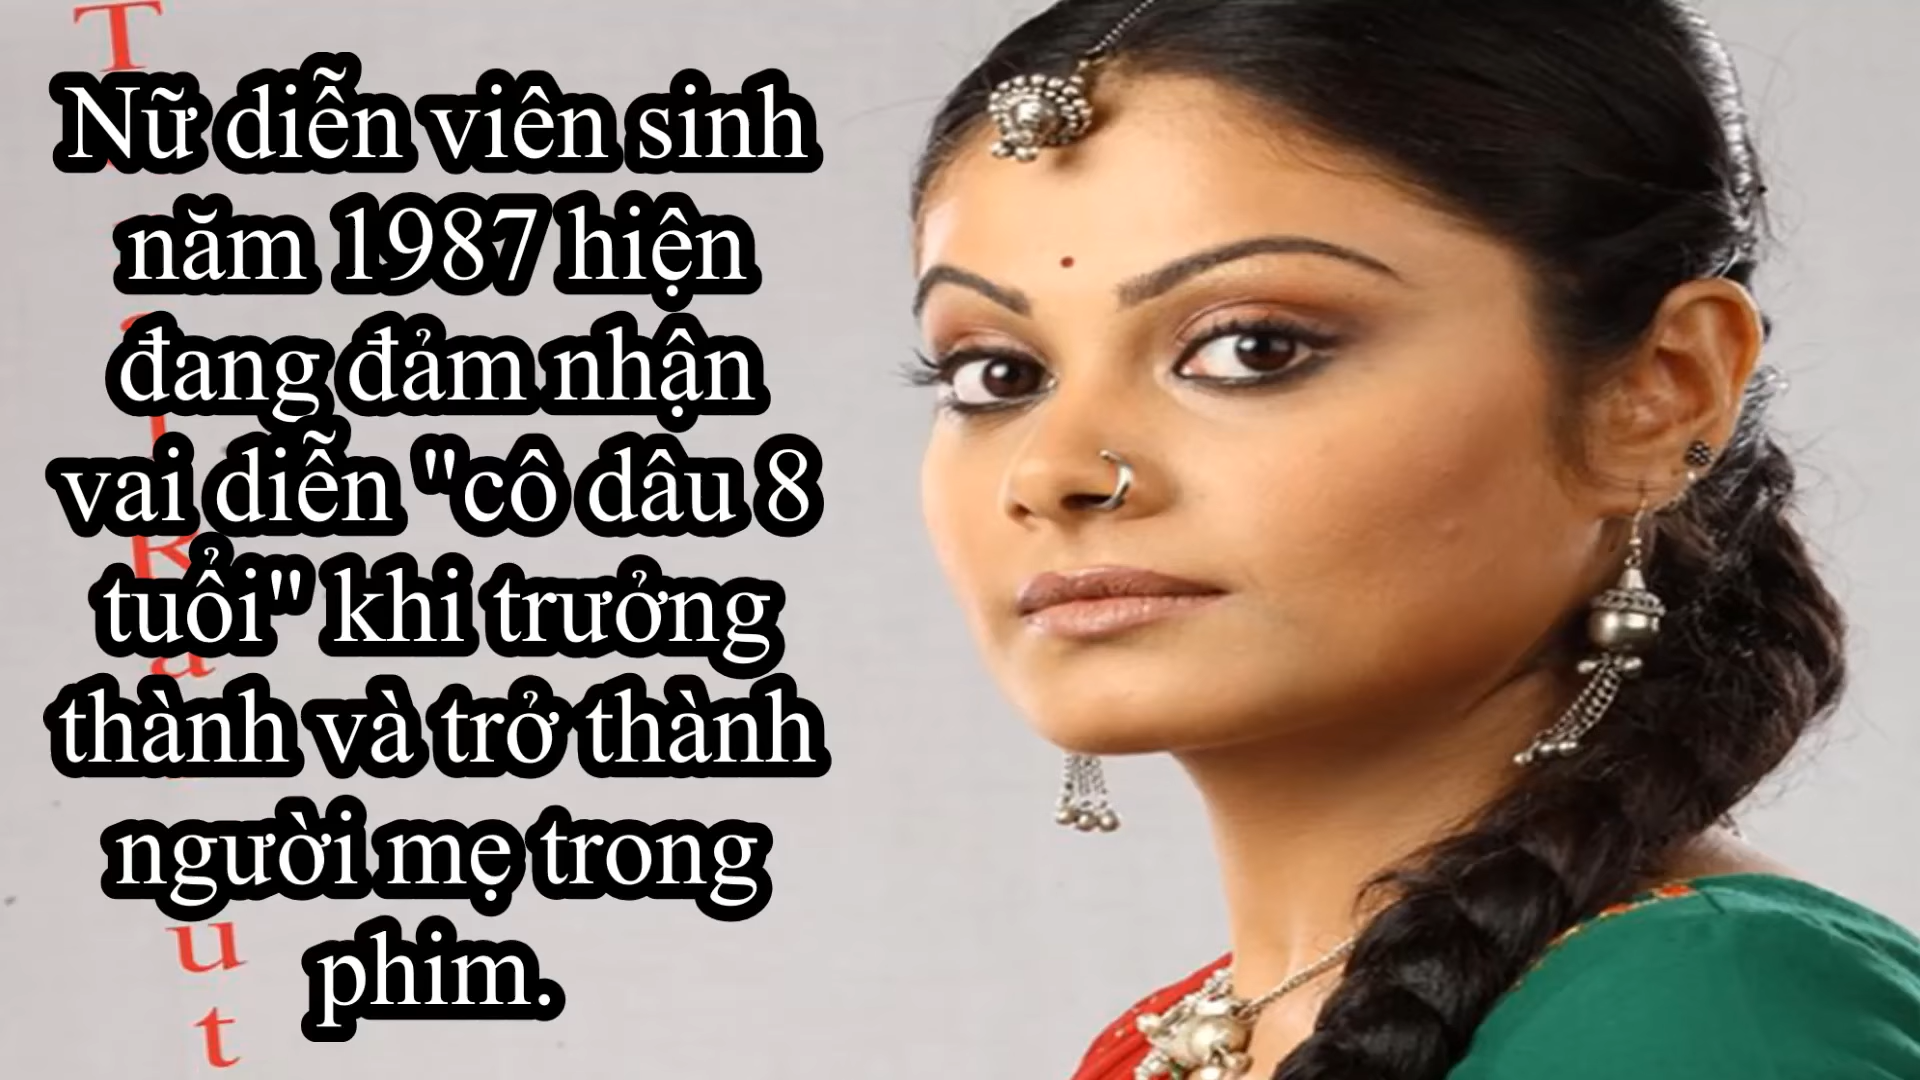 Nữ diễn viên sinh
năm 1987 hiện
đang đảm nhận
vai diễn "cô dâu 8
tuổi" khi trưởng
thành và trở thành
người mẹ trong
phim.